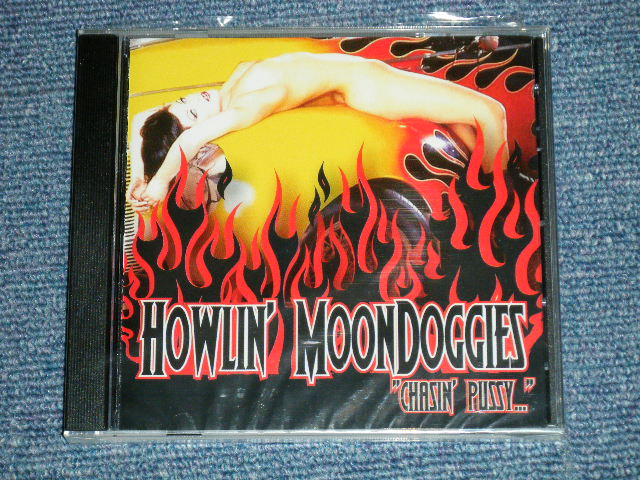 HOWLIN' MOONDOGGIES
"CHASIN' PUSSY..."